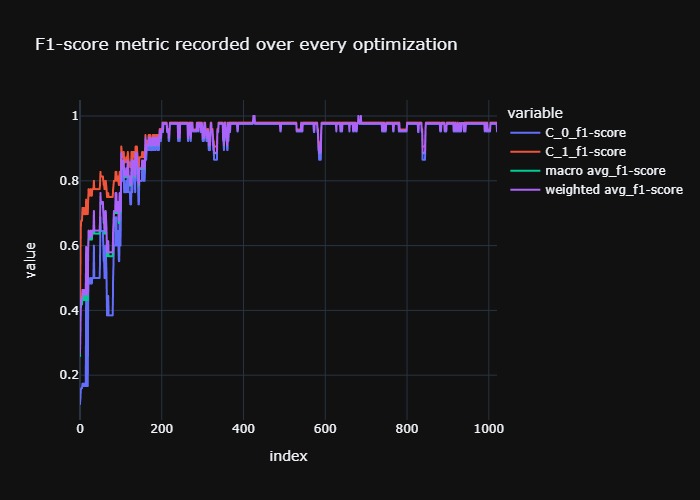 F1-score metric recorded over every optimization
variable
C_0_f1-score
C_1_f1-score
macro avg_f1-score
weighted avg_f1-score
value
1
0.8
0.6
0.4
0.2
0 200 400 600 800 1000
index